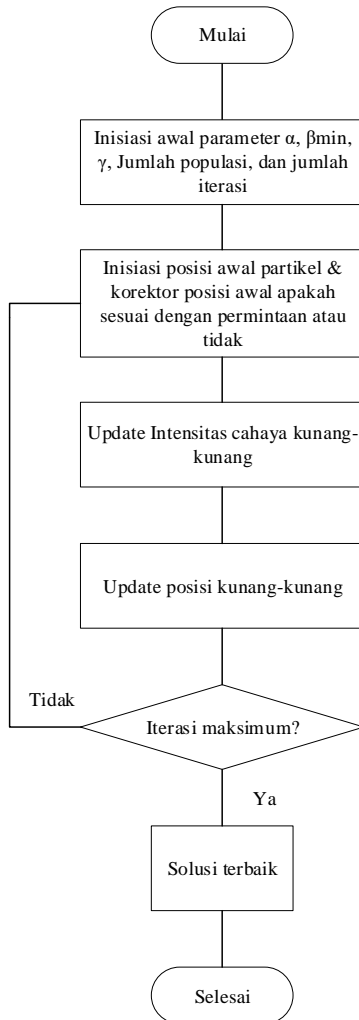 Mulai
Inisiasi awal parameter α, βmin,
γ, Jumlah populasi, dan jumlah
iterasi
Inisiasi posisi awal partikel &
korektor posisi awal apakah
sesuai dengan permintaan atau
tidak
Update Intensitas cahaya kunang-
kunang
Update posisi kunang-kunang
Tidak
Iterasi maksimum?
Ya
Solusi terbaik
Selesai